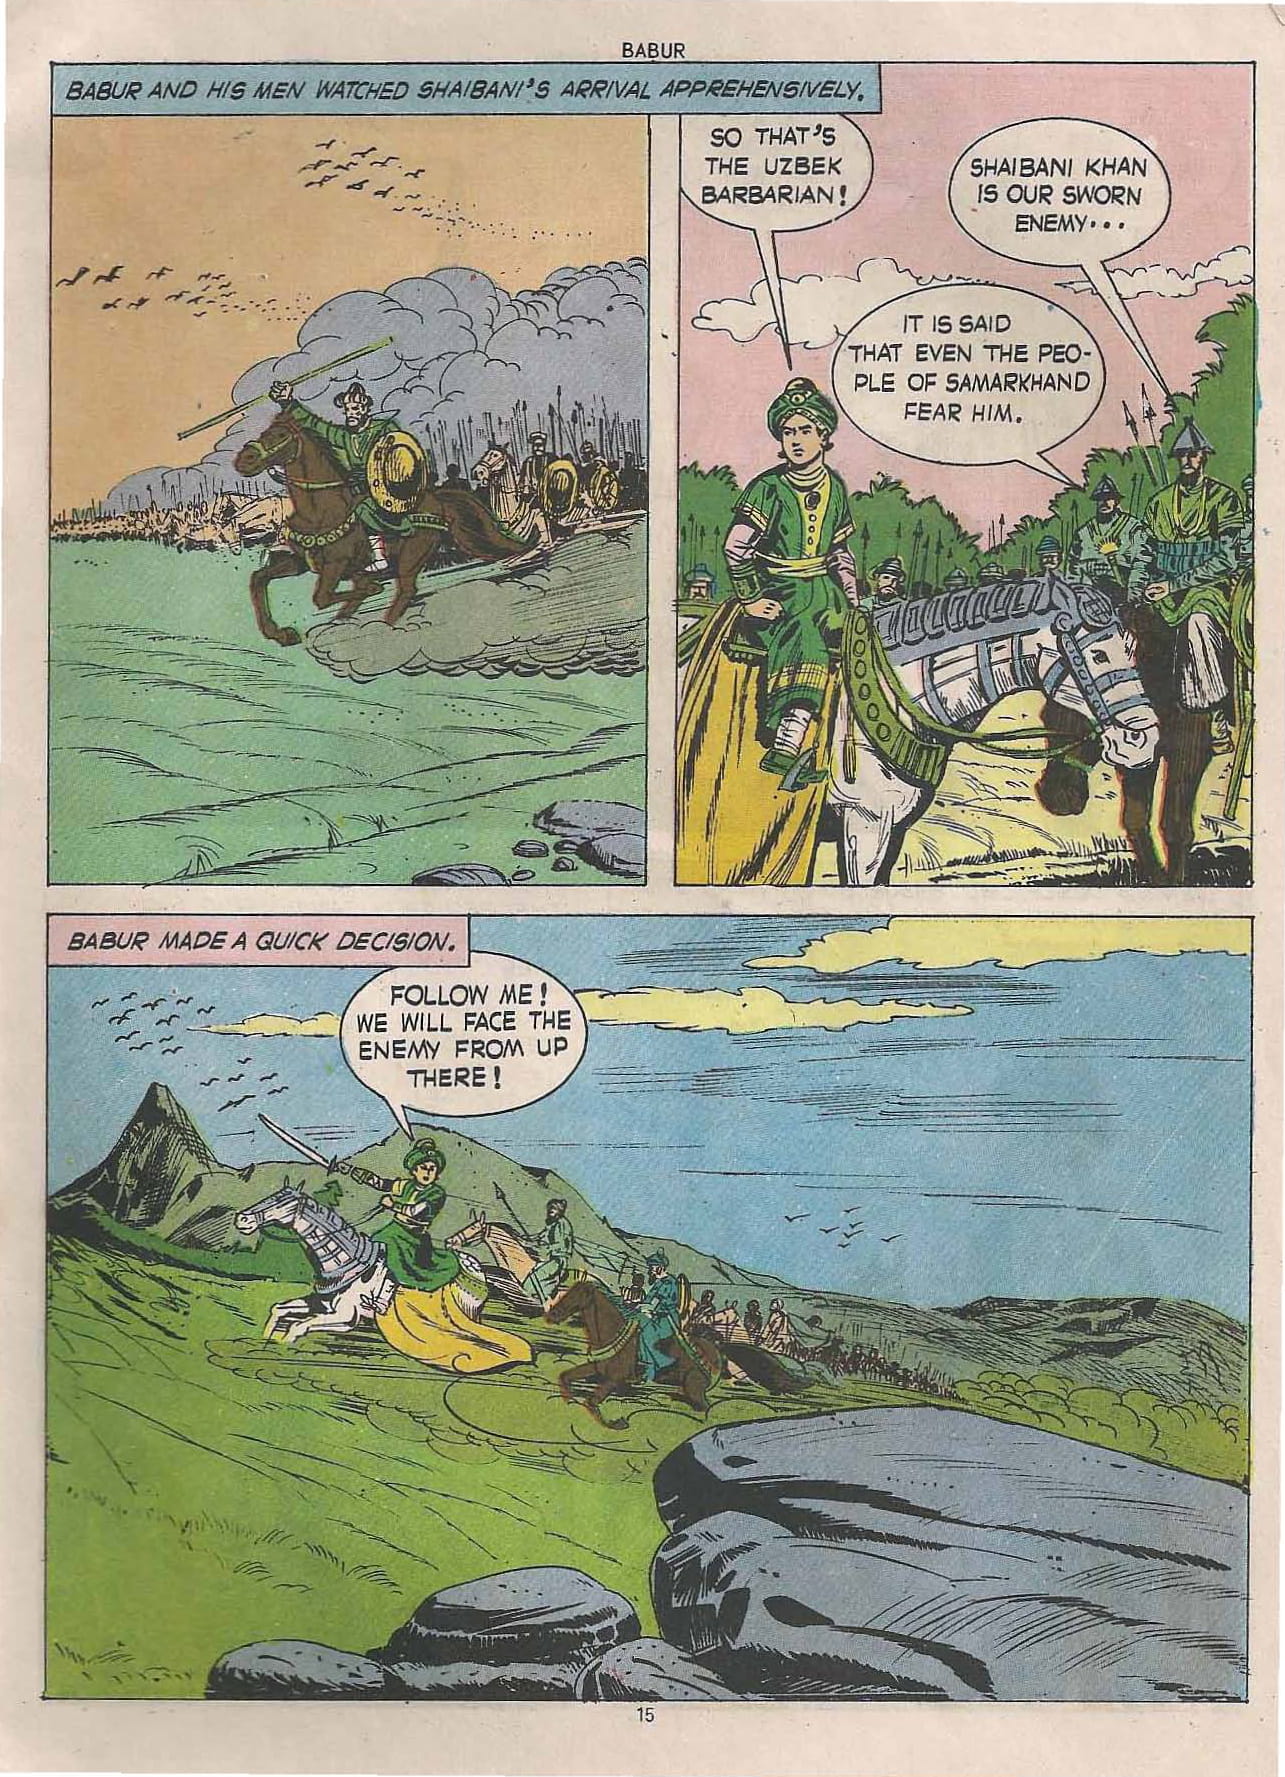 BABUR
BABUR AND HIS MEN WATCHED SHAIBANI'S ARRIVAL APPREHENSIVELY.
SO THAT'S
THE UZBEK
BARBARIAN!
SHAIBANI KHAN
IS OUR SWORN
ENEMY...
IT IS SAID
THAT EVEN THE PEO-
PLE OF SAMARKHAND
FEAR HIM.
BABUR MADE A QUICK DECISION.
FOLLOW ME!
WE WILL FACE THE
ENEMY FROM UP
THERE!
15